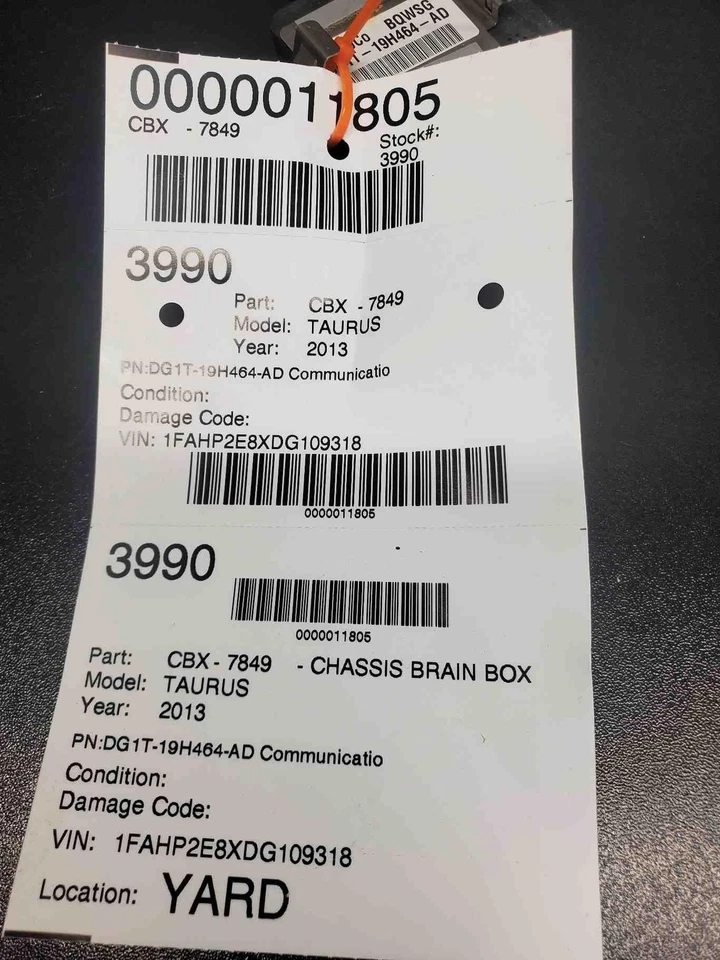 BQWSG
-19H464-AD
0000011805
CBX - 7849
Stock#:
3990
3990
Part: CBX - 7849
Model: TAURUS
Year: 2013
PN:DG1T-19H464-AD Communicatio
Condition:
Damage Code:
VIN: 1FAHP2E8XDG109318
0000011805
3990
0000011805
Part: CBX - 7849 - CHASSIS BRAIN BOX
Model: TAURUS
Year: 2013
PN:DG1T-19H464-AD Communicatio
Condition:
Damage Code:
VIN: 1FAHP2E8XDG109318
Location: YARD